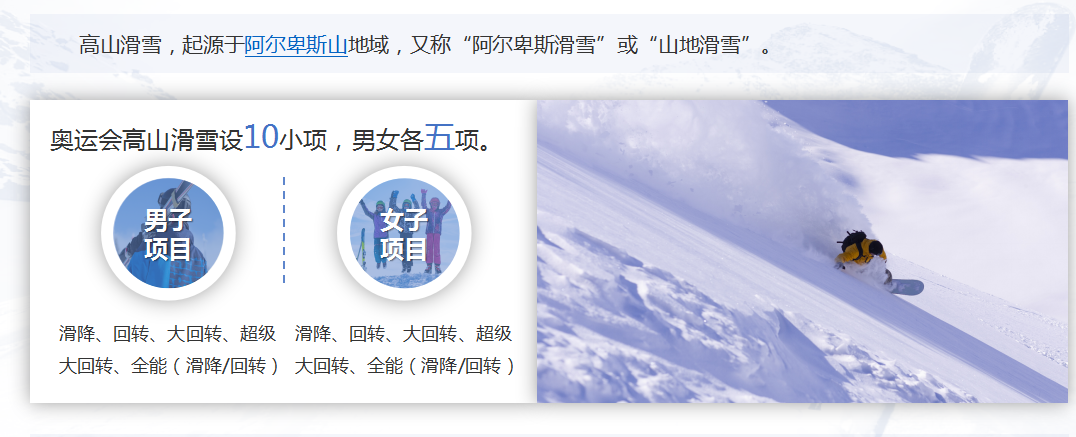 高山滑雪，起源于阿尔卑斯山地域，又称“阿尔卑斯滑雪”或“山地滑雪”。
奥运会高山滑雪设10小项，男女各五项。
男子
项目
女子
项目
滑降、回转、大回转、超级
大回转、全能（滑降/回转）
滑降、回转、大回转、超级
大回转、全能（滑降/回转）